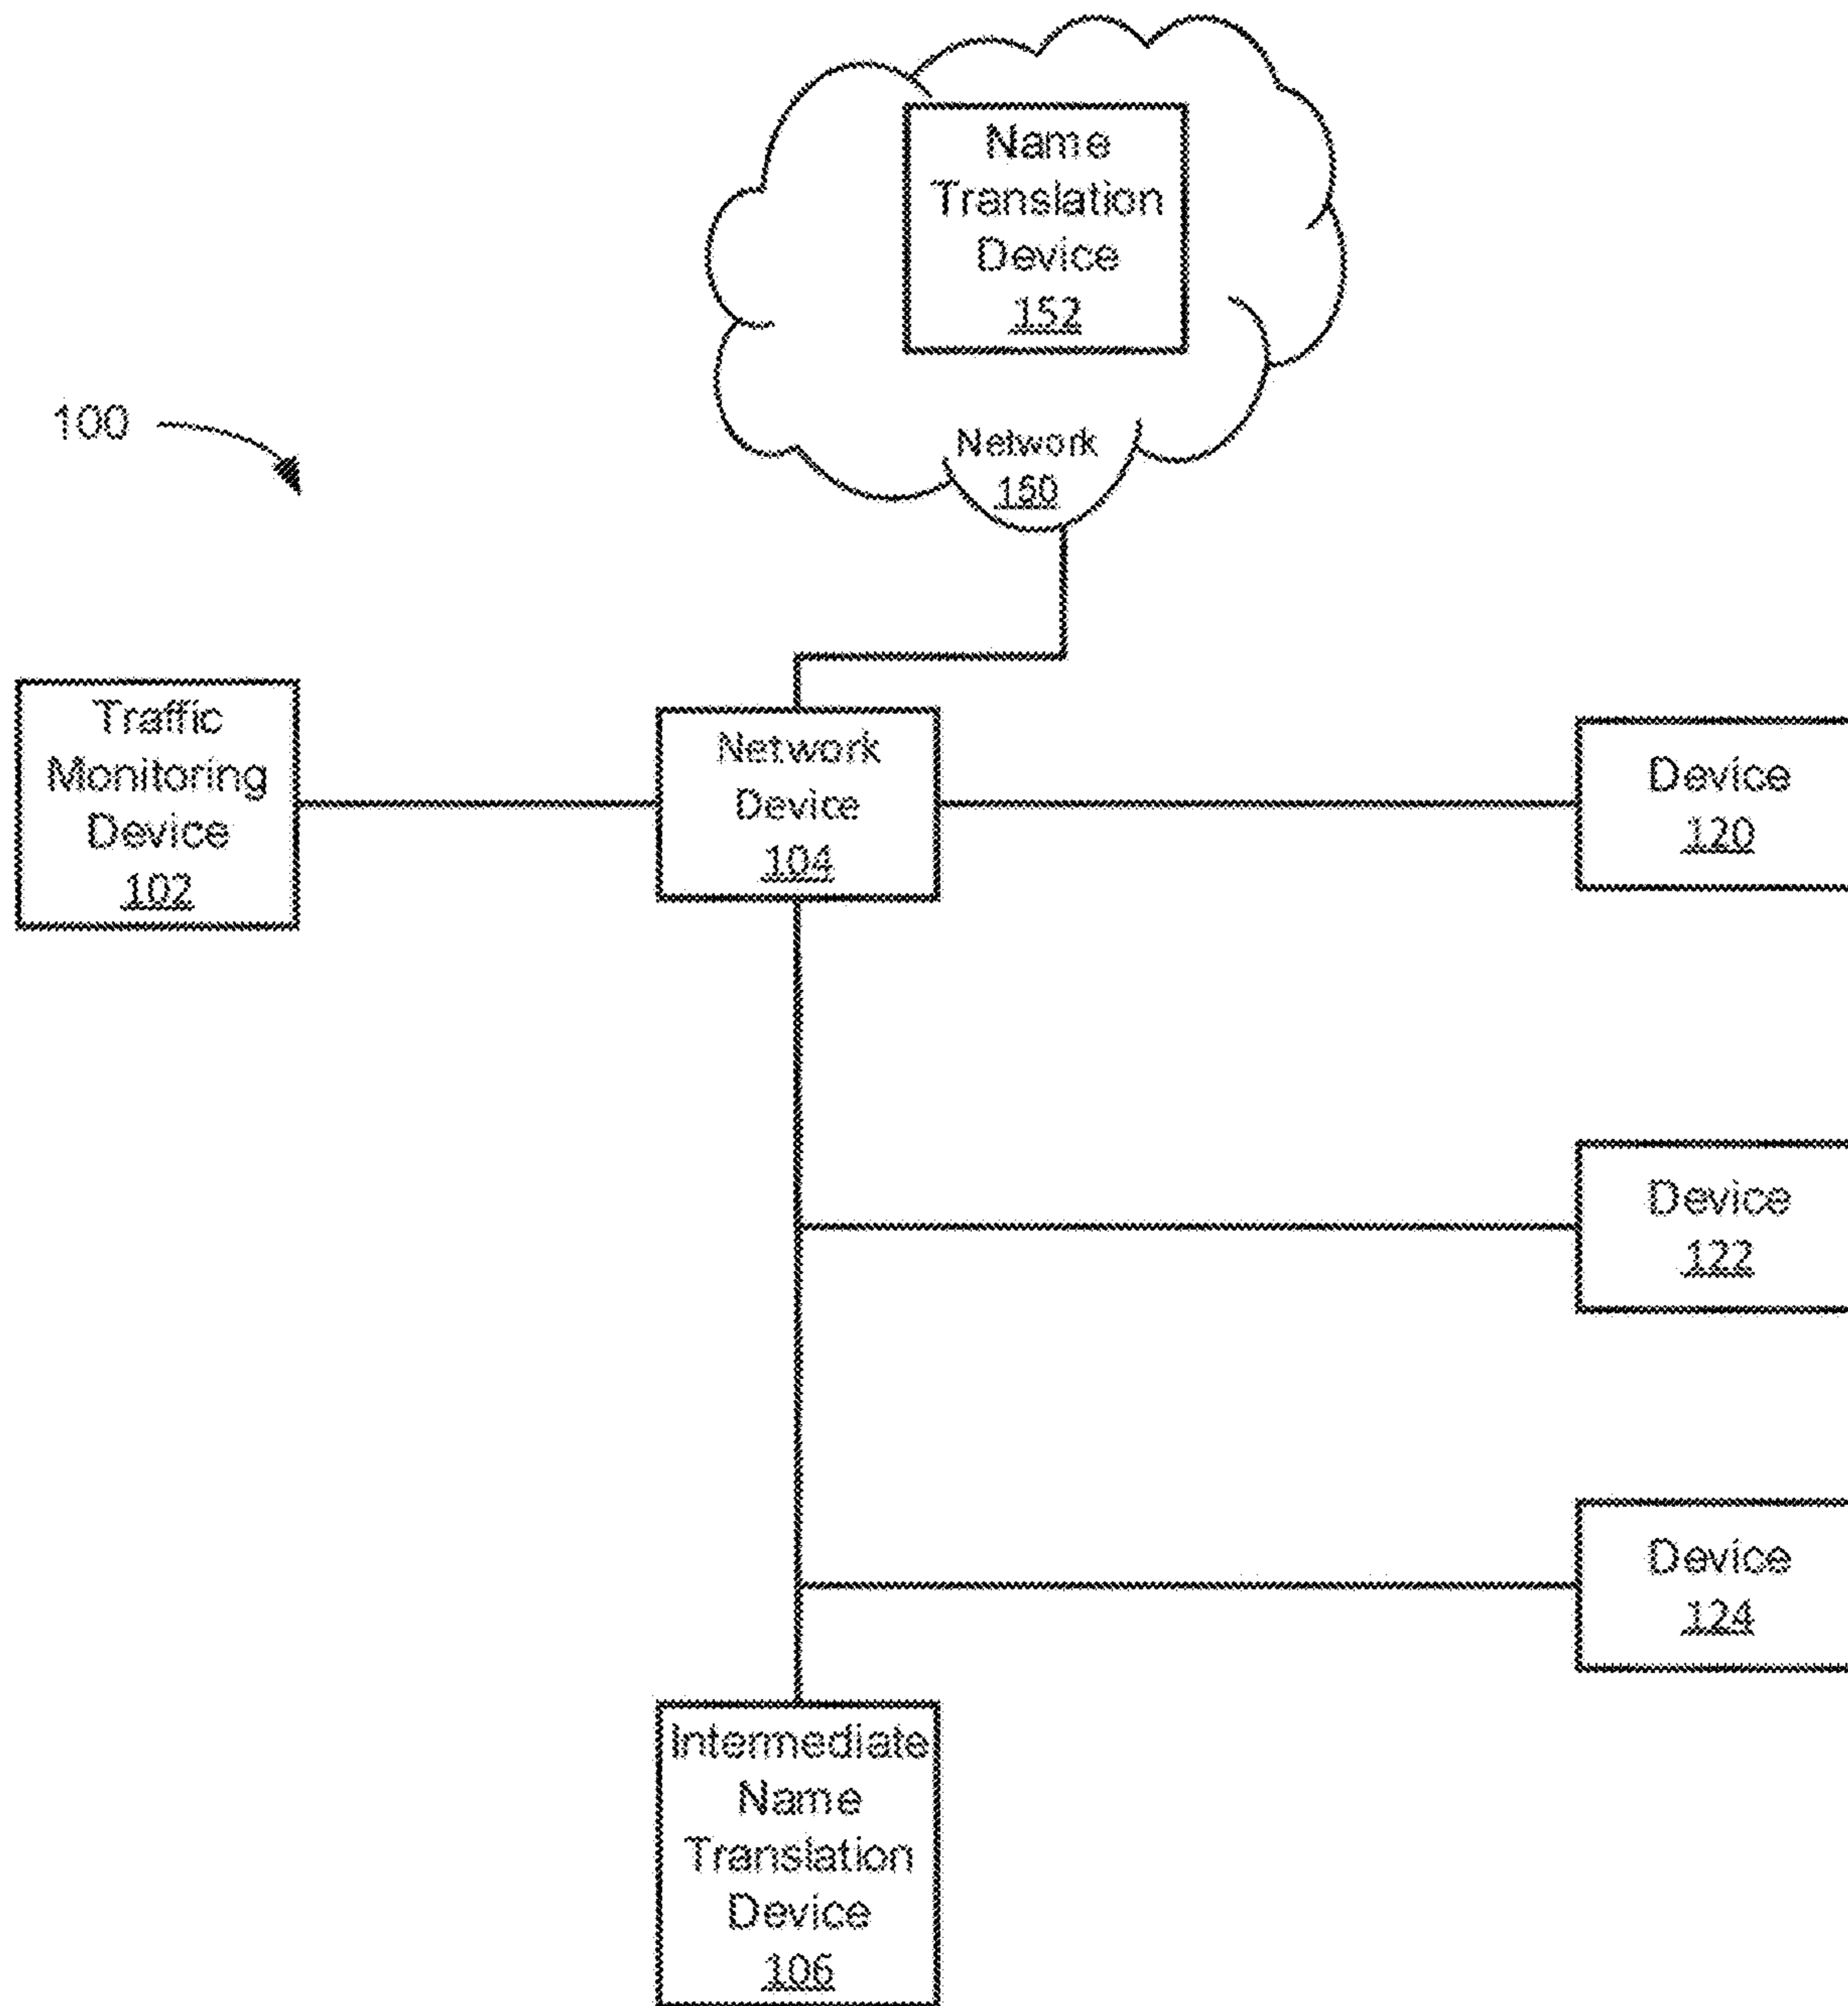 Name
Translation
Device
152
100
Network
150
Traffic
Monitoring
Device
102
Network
Device
104
Device
120
Device
122
Device
124
Intermediate
Name
Translation
Device
106